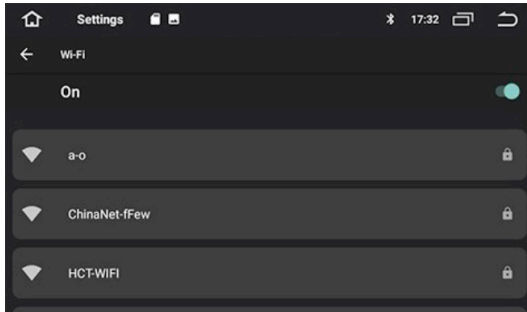 Settings 17:32
Wi-Fi
On
a-o
ChinaNet-fFew
HCT-WIFI